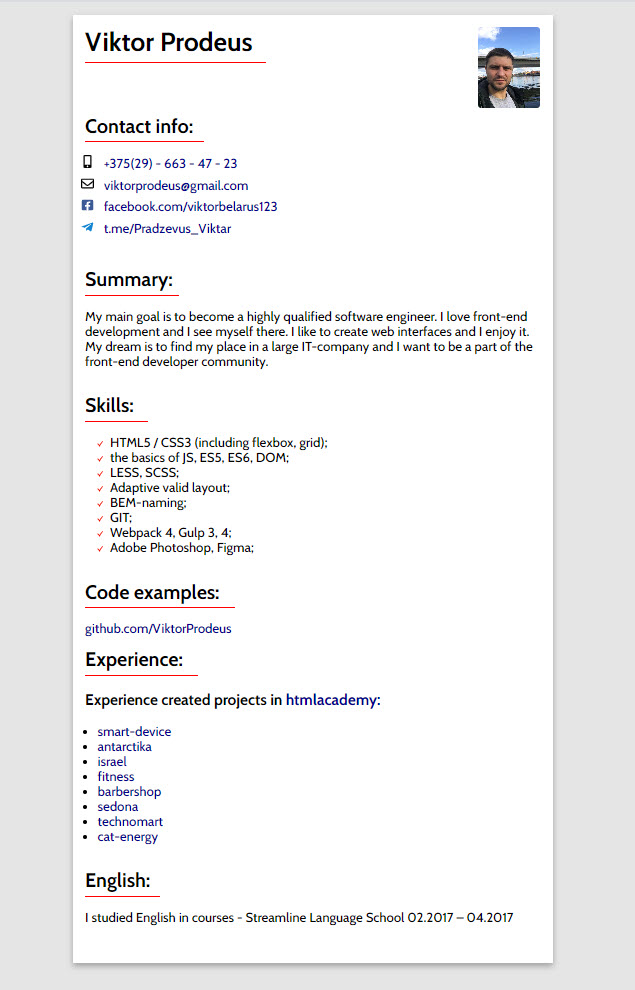 Viktor Prodeus
Contact info:
+375(29) - 663 - 47 - 23
viktorprodeus@gmail.com
facebook.com/viktorbelarus123
t.me/Pradzevus_Viktar
Summary:
My main goal is to become a highly qualified software engineer. I love front-end
development and I see myself there. I like to create web interfaces and I enjoy it.
My dream is to find my place in a large IT-company and I want to be a part of the
front-end developer community.
Skills:
HTML5 / CSS3 (including flexbox, grid);
the basics of JS, ES5, ES6, DOM;
LESS, SCSS;
Adaptive valid layout;
BEM-naming;
GIT;
Webpack 4, Gulp 3, 4;
Adobe Photoshop, Figma;
Code examples:
github.com/ViktorProdeus
Experience:
Experience created projects in htmlacademy:
smart-device
antarctika
israel
fitness
barbershop
sedona
technomart
cat-energy
English:
I studied English in courses - Streamline Language School 02.2017 – 04.2017